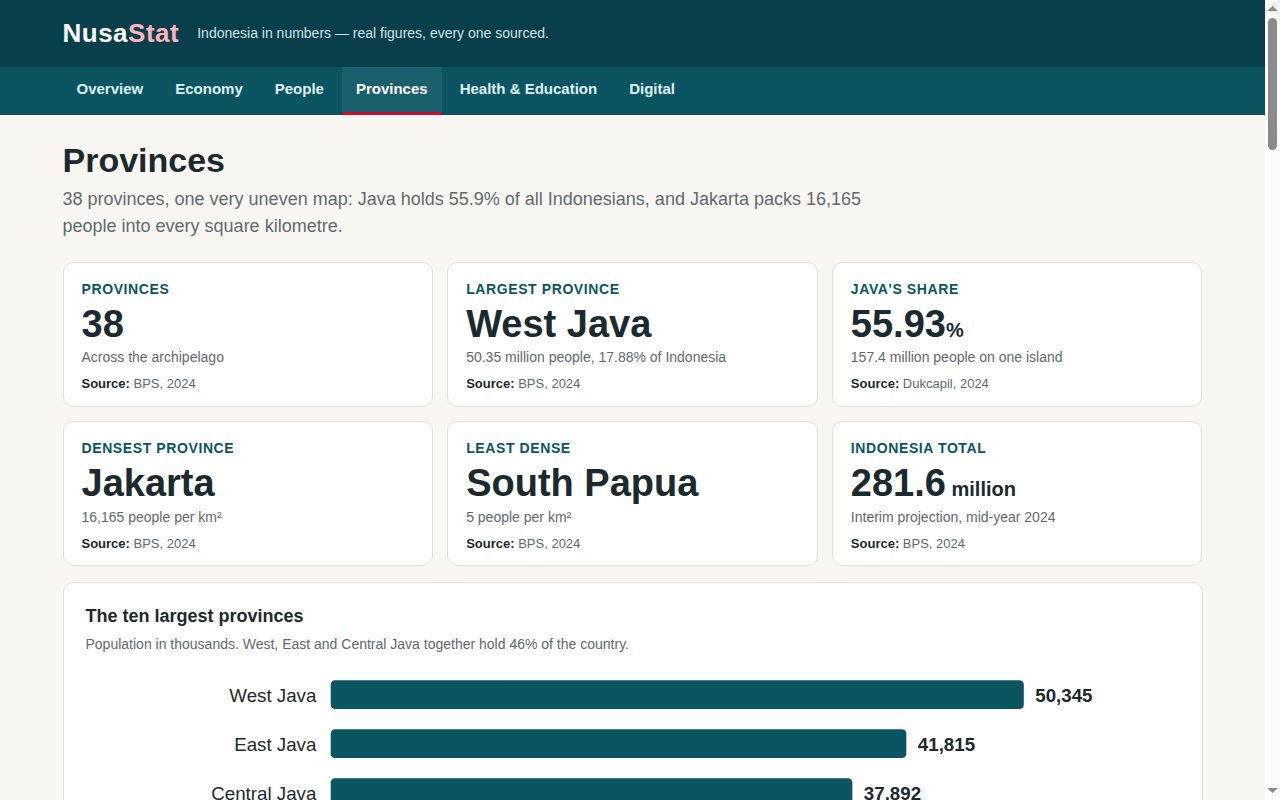 NusaStat
Indonesia in numbers — real figures, every one sourced.
Overview
Economy
People
Provinces
Health & Education
Digital
Provinces
38 provinces, one very uneven map: Java holds 55.9% of all Indonesians, and Jakarta packs 16,165
people into every square kilometre.
PROVINCES
38
Across the archipelago
Source: BPS, 2024
LARGEST PROVINCE
West Java
50.35 million people, 17.88% of Indonesia
Source: BPS, 2024
JAVA'S SHARE
55.93%
157.4 million people on one island
Source: Dukcapil, 2024
DENSEST PROVINCE
Jakarta
16,165 people per km²
Source: BPS, 2024
LEAST DENSE
South Papua
5 people per km²
Source: BPS, 2024
INDONESIA TOTAL
281.6 million
Interim projection, mid-year 2024
Source: BPS, 2024
The ten largest provinces
Population in thousands. West, East and Central Java together hold 46% of the country.
West Java 50,345
East Java 41,815
Central Java 37,892